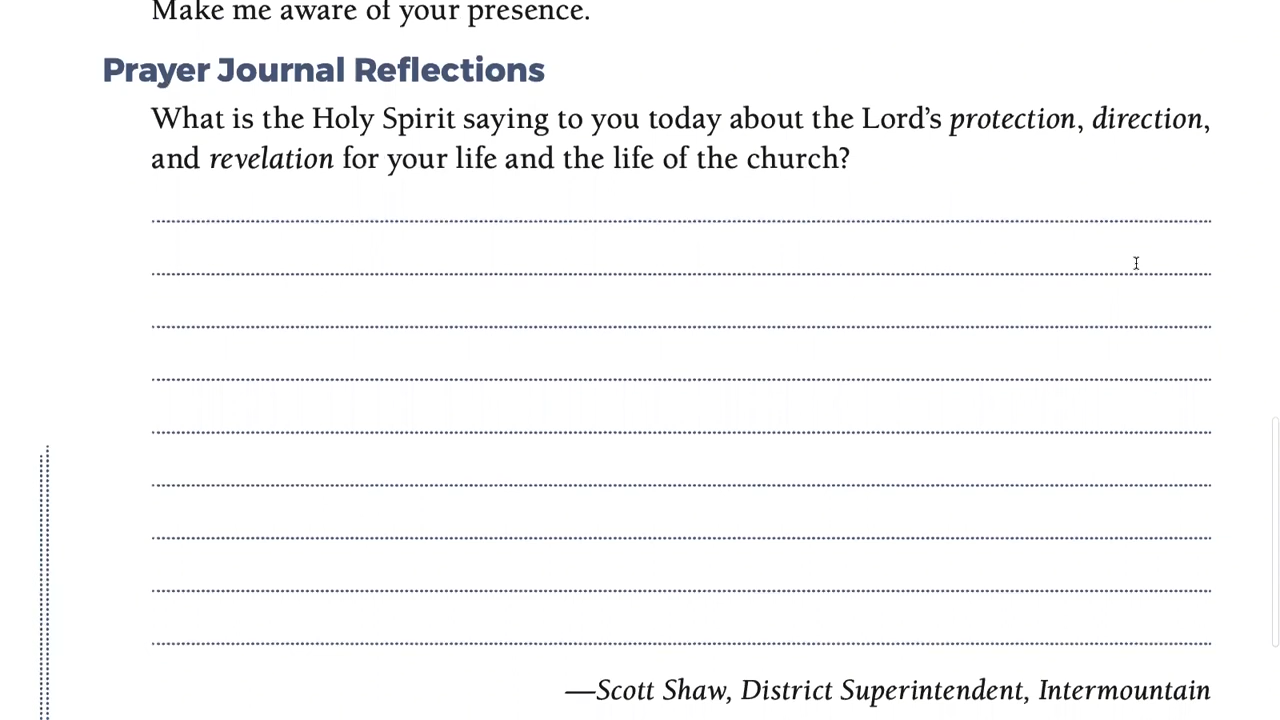 Make me aware of your presence.
Prayer Journal Reflections
What is the Holy Spirit saying to you today about the Lord’s protection, direction,
and revelation for your life and the life of the church?
—Scott Shaw, District Superintendent, Intermountain